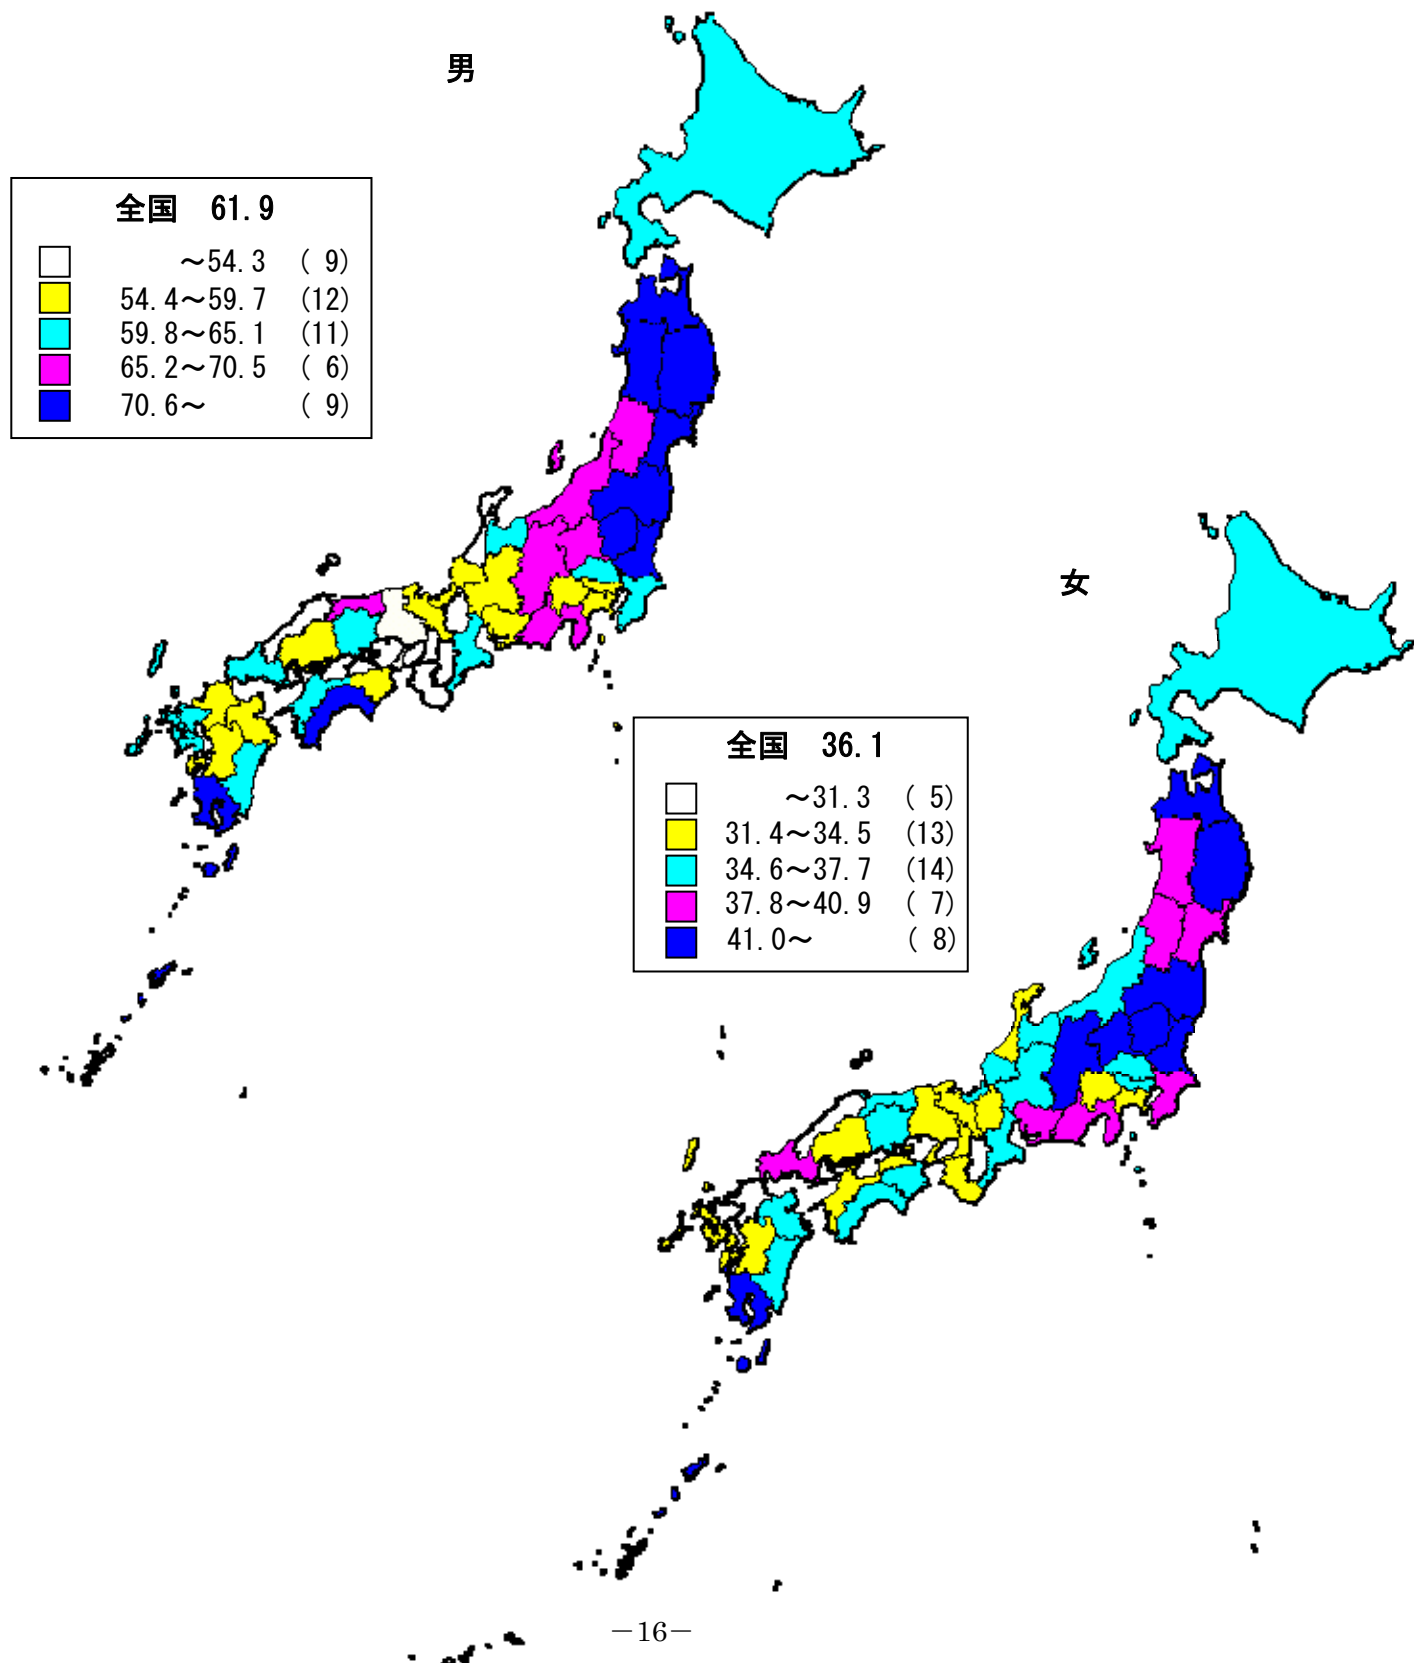 男
全国 61.9
～54.3 ( 9)
54.4～59.7 (12)
59.8～65.1 (11)
65.2～70.5 ( 6)
70.6～ ( 9)
女
全国 36.1
～31.3 ( 5)
31.4～34.5 (13)
34.6～37.7 (14)
37.8～40.9 ( 7)
41.0～ ( 8)
－16－